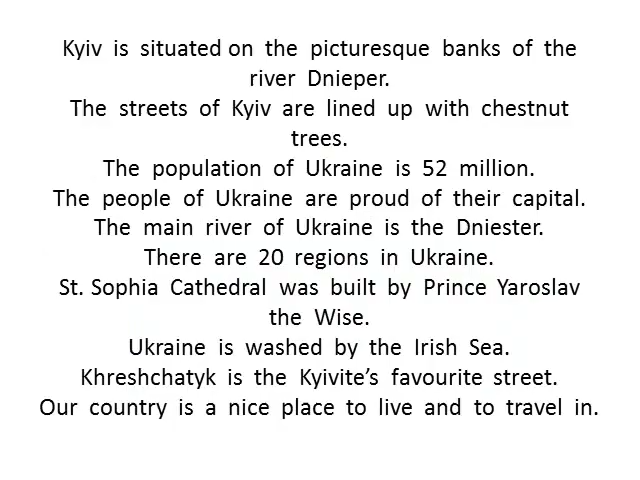 Kyiv is situated on the picturesque banks of the
river Dnieper.
The streets of Kyiv are lined up with chestnut
trees.
The population of Ukraine is 52 million.
The people of Ukraine are proud of their capital.
The main river of Ukraine is the Dniester.
There are 20 regions in Ukraine.
St. Sophia Cathedral was built by Prince Yaroslav
the Wise.
Ukraine is washed by the Irish Sea.
Khreshchatyk is the Kyivite’s favourite street.
Our country is a nice place to live and to travel in.